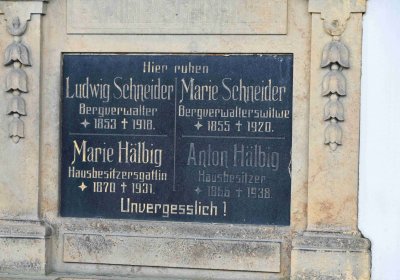 Hier ruhen
Ludwig Schneider
Bergverwalter
✦ 1853 ✝ 1918.
Marie Schneider
Bergverwalterswitwe
✦ 1855 ✝ 1920.
Marie Hälbig
Hausbesitzersgattin
✦ 1870 ✝ 1931.
Anton Hälbig
Hausbesitzer
✦ 1866 ✝ 1938.
Unvergesslich !